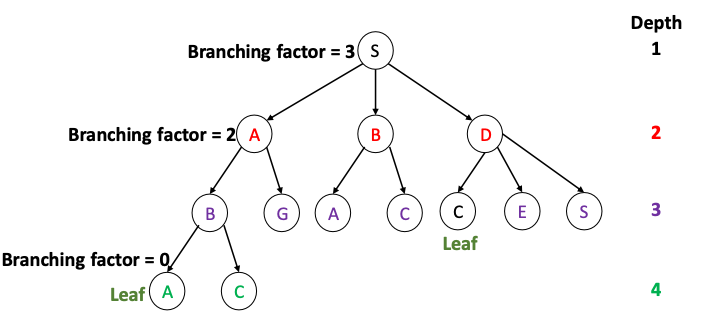 Depth
Branching factor = 3 S 1
Branching factor = 2 A B D 2
B G A C C E S 3
Leaf
Branching factor = 0
Leaf A C 4